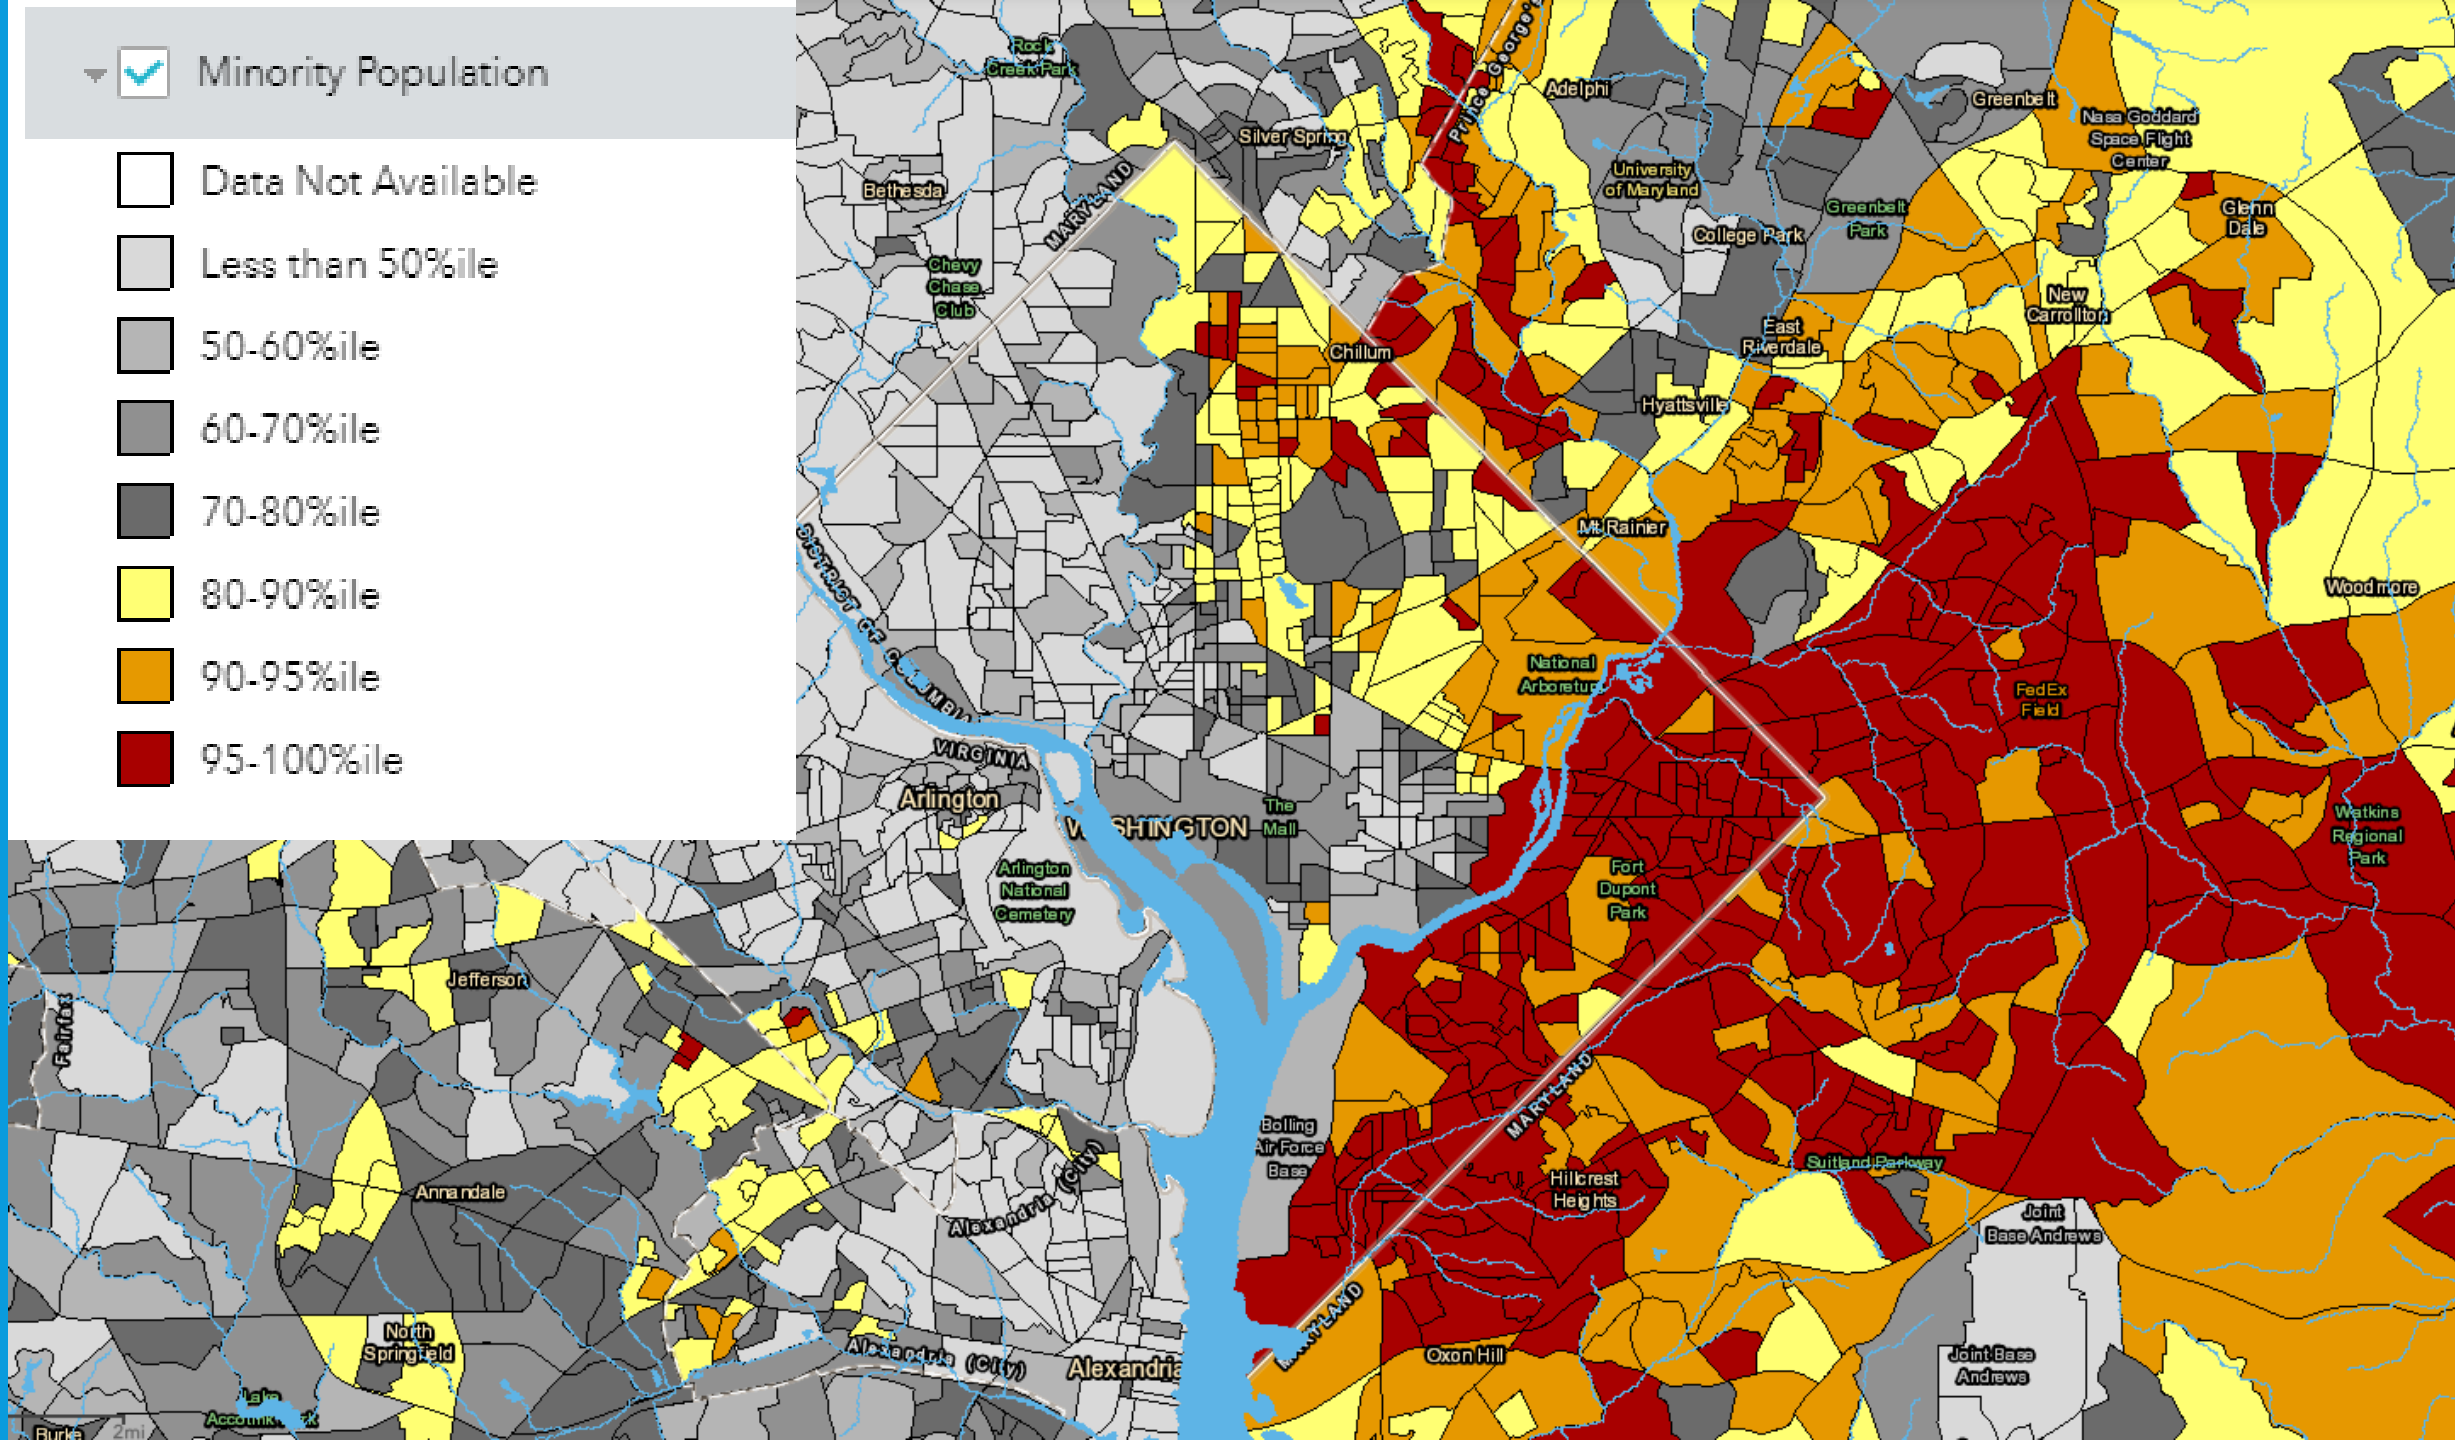 Minority Population
Data Not Available
Less than 50%ile
50-60%ile
60-70%ile
70-80%ile
80-90%ile
90-95%ile
95-100%ile
Rock
Creek Park
Silver Spring
Prince George's
Adelphi
Greenbelt
Nasa Goddard
Space Flight
Center
Bethesda
MARYLAND
University
of Maryland
College Park
Greenbelt
Park
Glenn
Dale
Chevy
Chase
Club
New
Carrollton
East
Riverdale
Chillum
Hyattsville
Mt Rainier
DISTRICT OF COLUMBIA
Woodmore
National
Arboretum
FedEx
Field
VIRGINIA
Arlington
WASHINGTON
The
Mall
Watkins
Regional
Park
Arlington
National
Cemetery
Fort
Dupont
Park
Jefferson
Fairfax
MARYLAND
Bolling
Air Force
Base
Suitland Parkway
Hillcrest
Heights
Annandale
Alexandria (City)
Joint
Base Andrews
MARYLAND
North
Springfield
Alexandria (City)
Alexandria
Oxon Hill
Joint Base
Andrews
Lake
Accotink Park
Burke
2mi